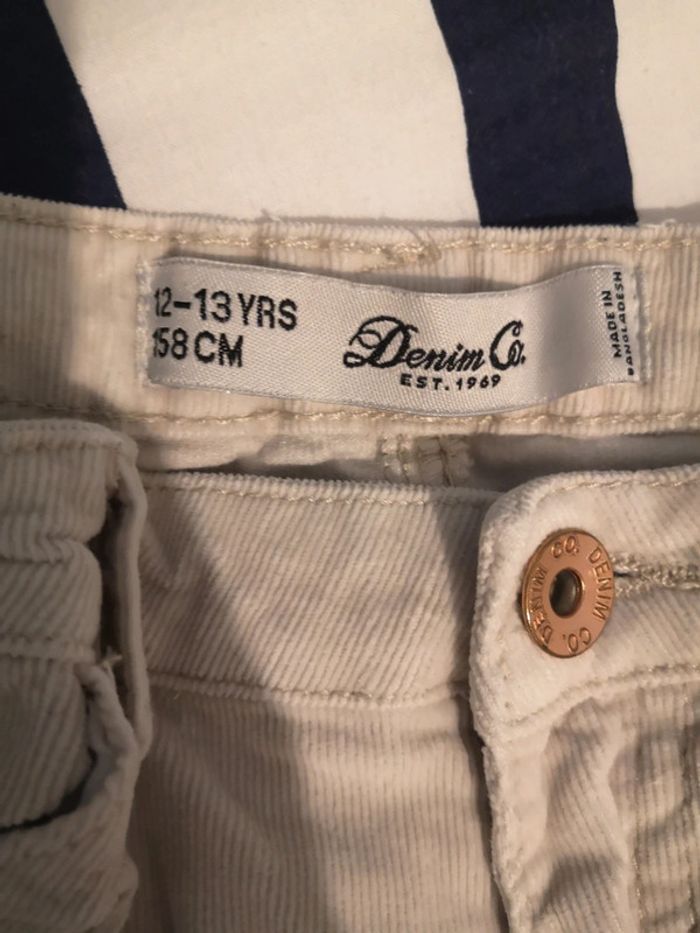 12-13 YRS
158 CM
Denim Co.
EST. 1969
MADE IN
BANGLADESH
DENIM CO. DENIM CO.